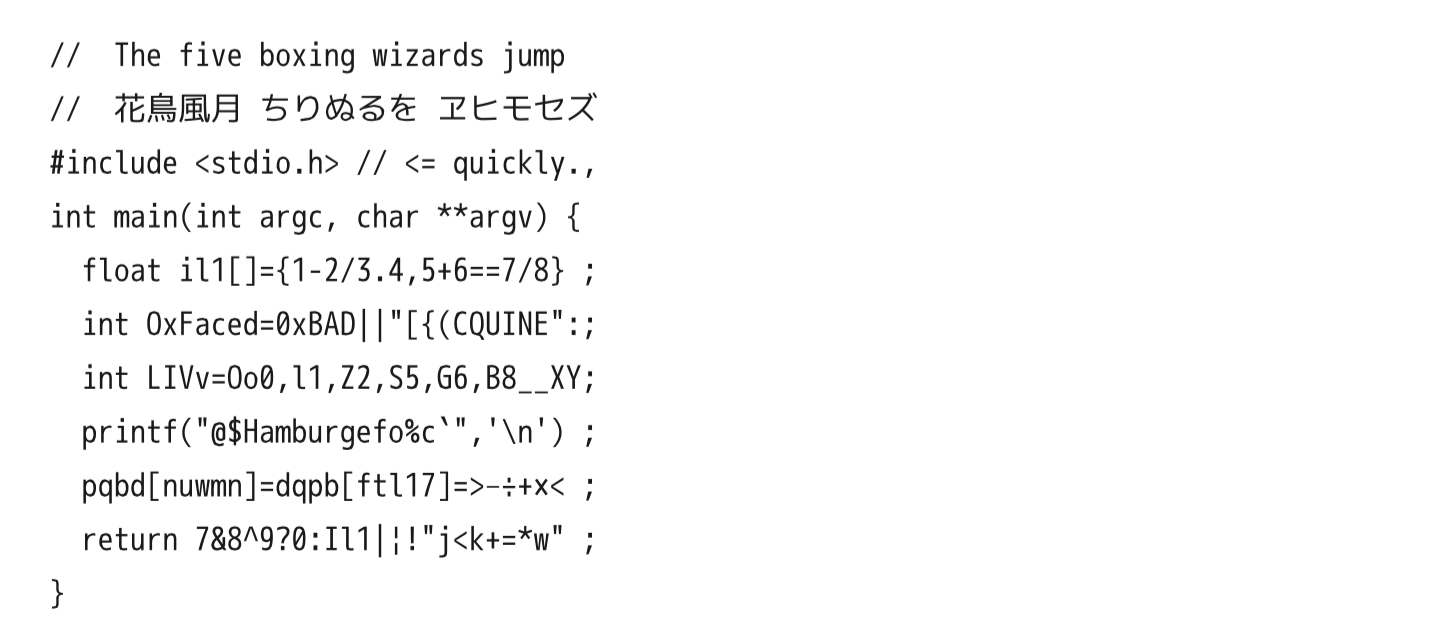 //  The five boxing wizards jump
//  花鳥風月 ちりぬるを ヱヒモセズ
#include <stdio.h> // <= quickly.,
int main(int argc, char **argv) {
  float il1[]={1-2/3.4,5+6==7/8} ;
  int OxFaced=0xBAD||"[{(CQUINE":;
  int LIVv=Oo0,l1,Z2,S5,G6,B8__XY;
  printf("@$Hamburgefo%c`",'\n') ;
  pqbd[nuwmn]=dqpb[ftl17]=>-÷+x< ;
  return 7&8^9?0:Il1|¦!"j<k+=*w" ;
}